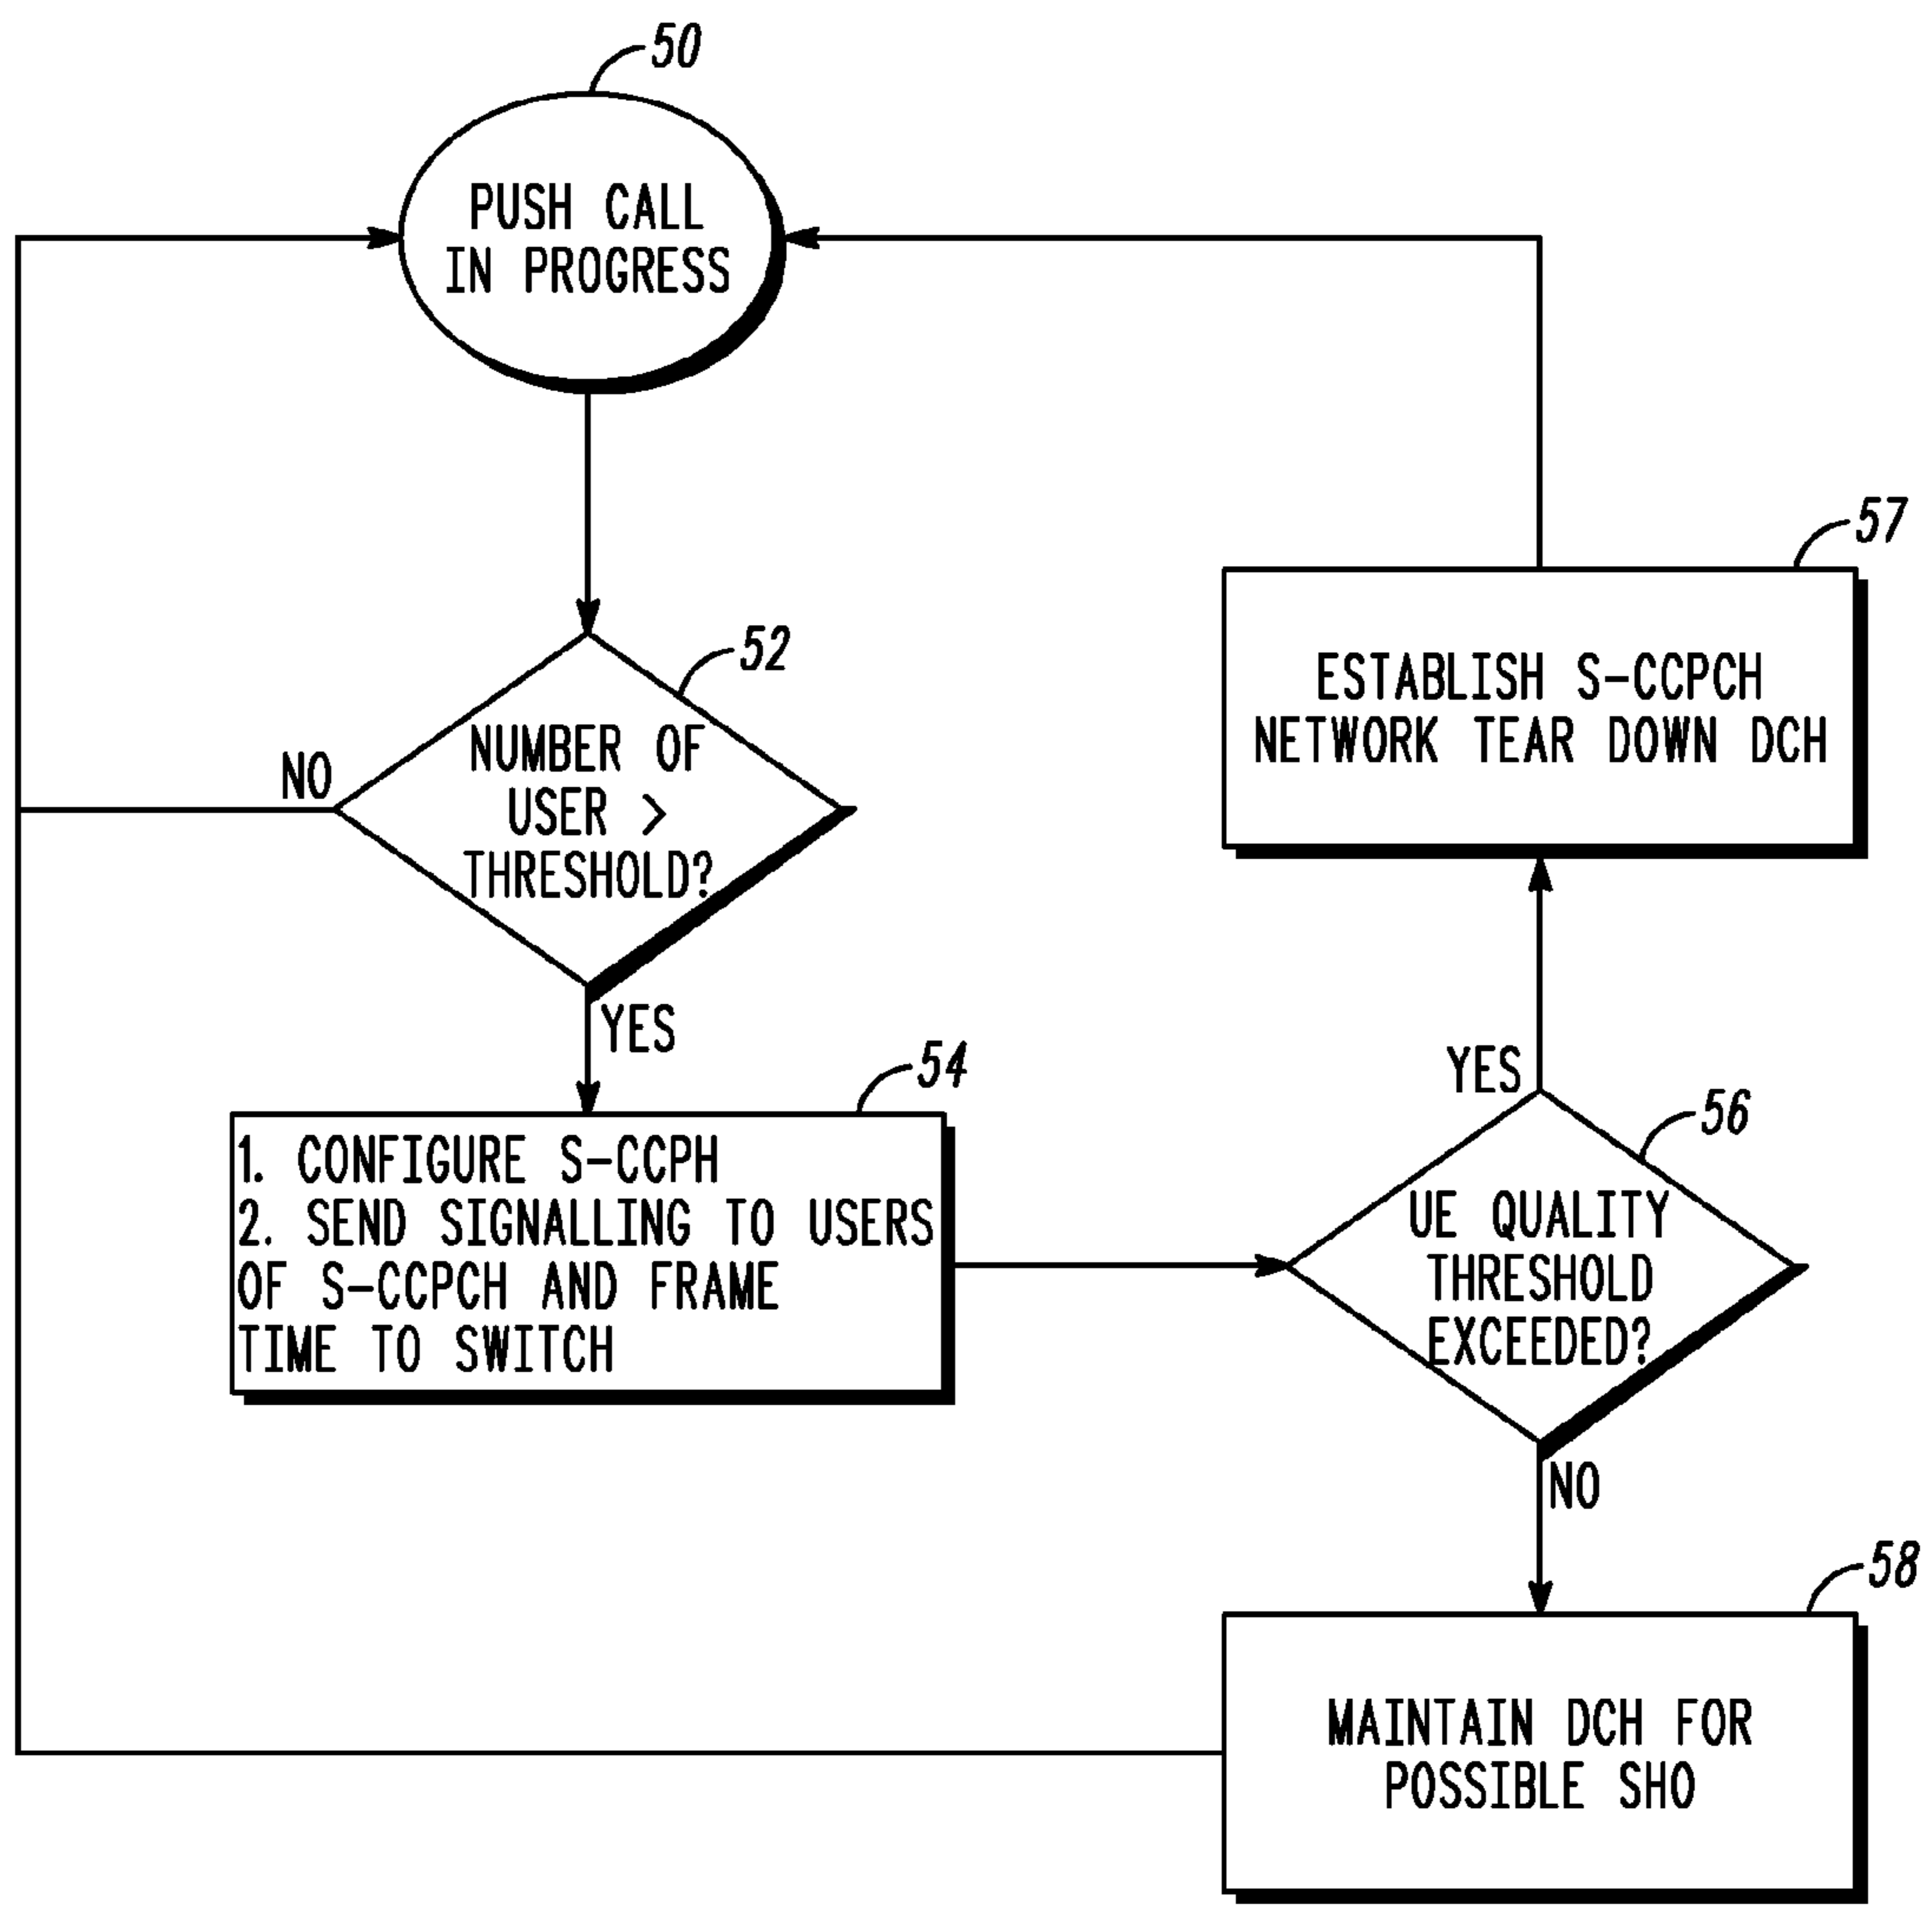 50
PUSH CALL
IN PROGRESS
52
NUMBER OF
USER >
THRESHOLD?
NO
YES
54
1. CONFIGURE S-CCPH
2. SEND SIGNALLING TO USERS
OF S-CCPCH AND FRAME
TIME TO SWITCH
56
UE QUALITY
THRESHOLD
EXCEEDED?
YES
NO
57
ESTABLISH S-CCPCH
NETWORK TEAR DOWN DCH
58
MAINTAIN DCH FOR
POSSIBLE SHO